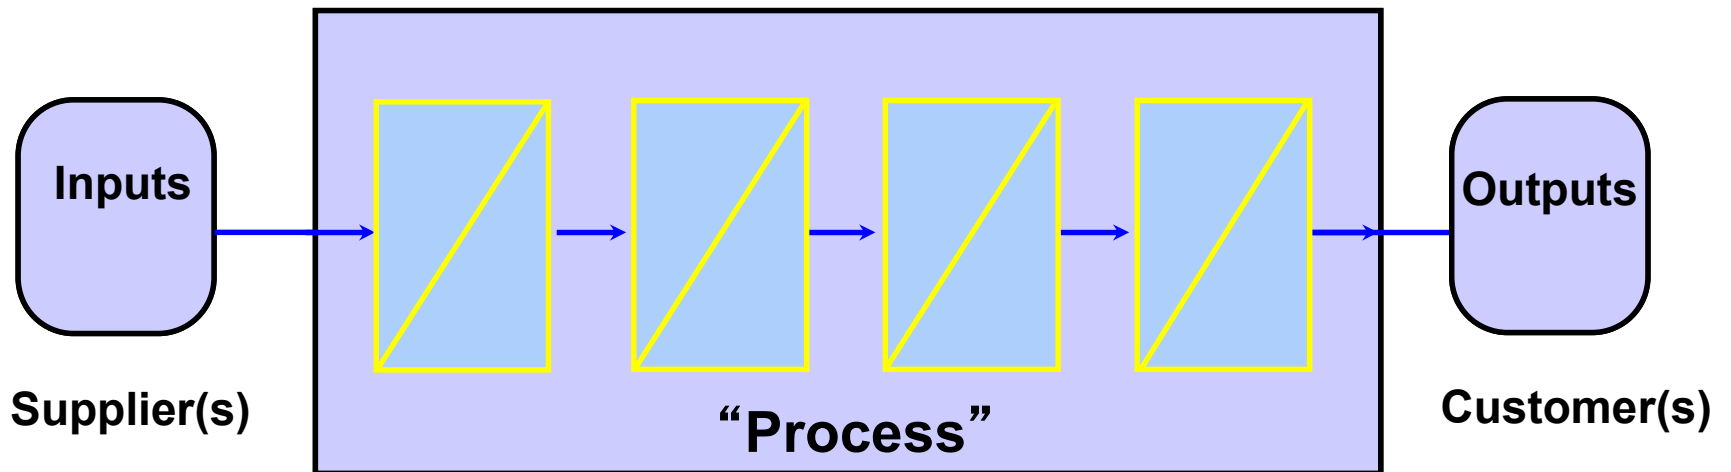 Inputs
Outputs
Supplier(s)
“Process”
Customer(s)